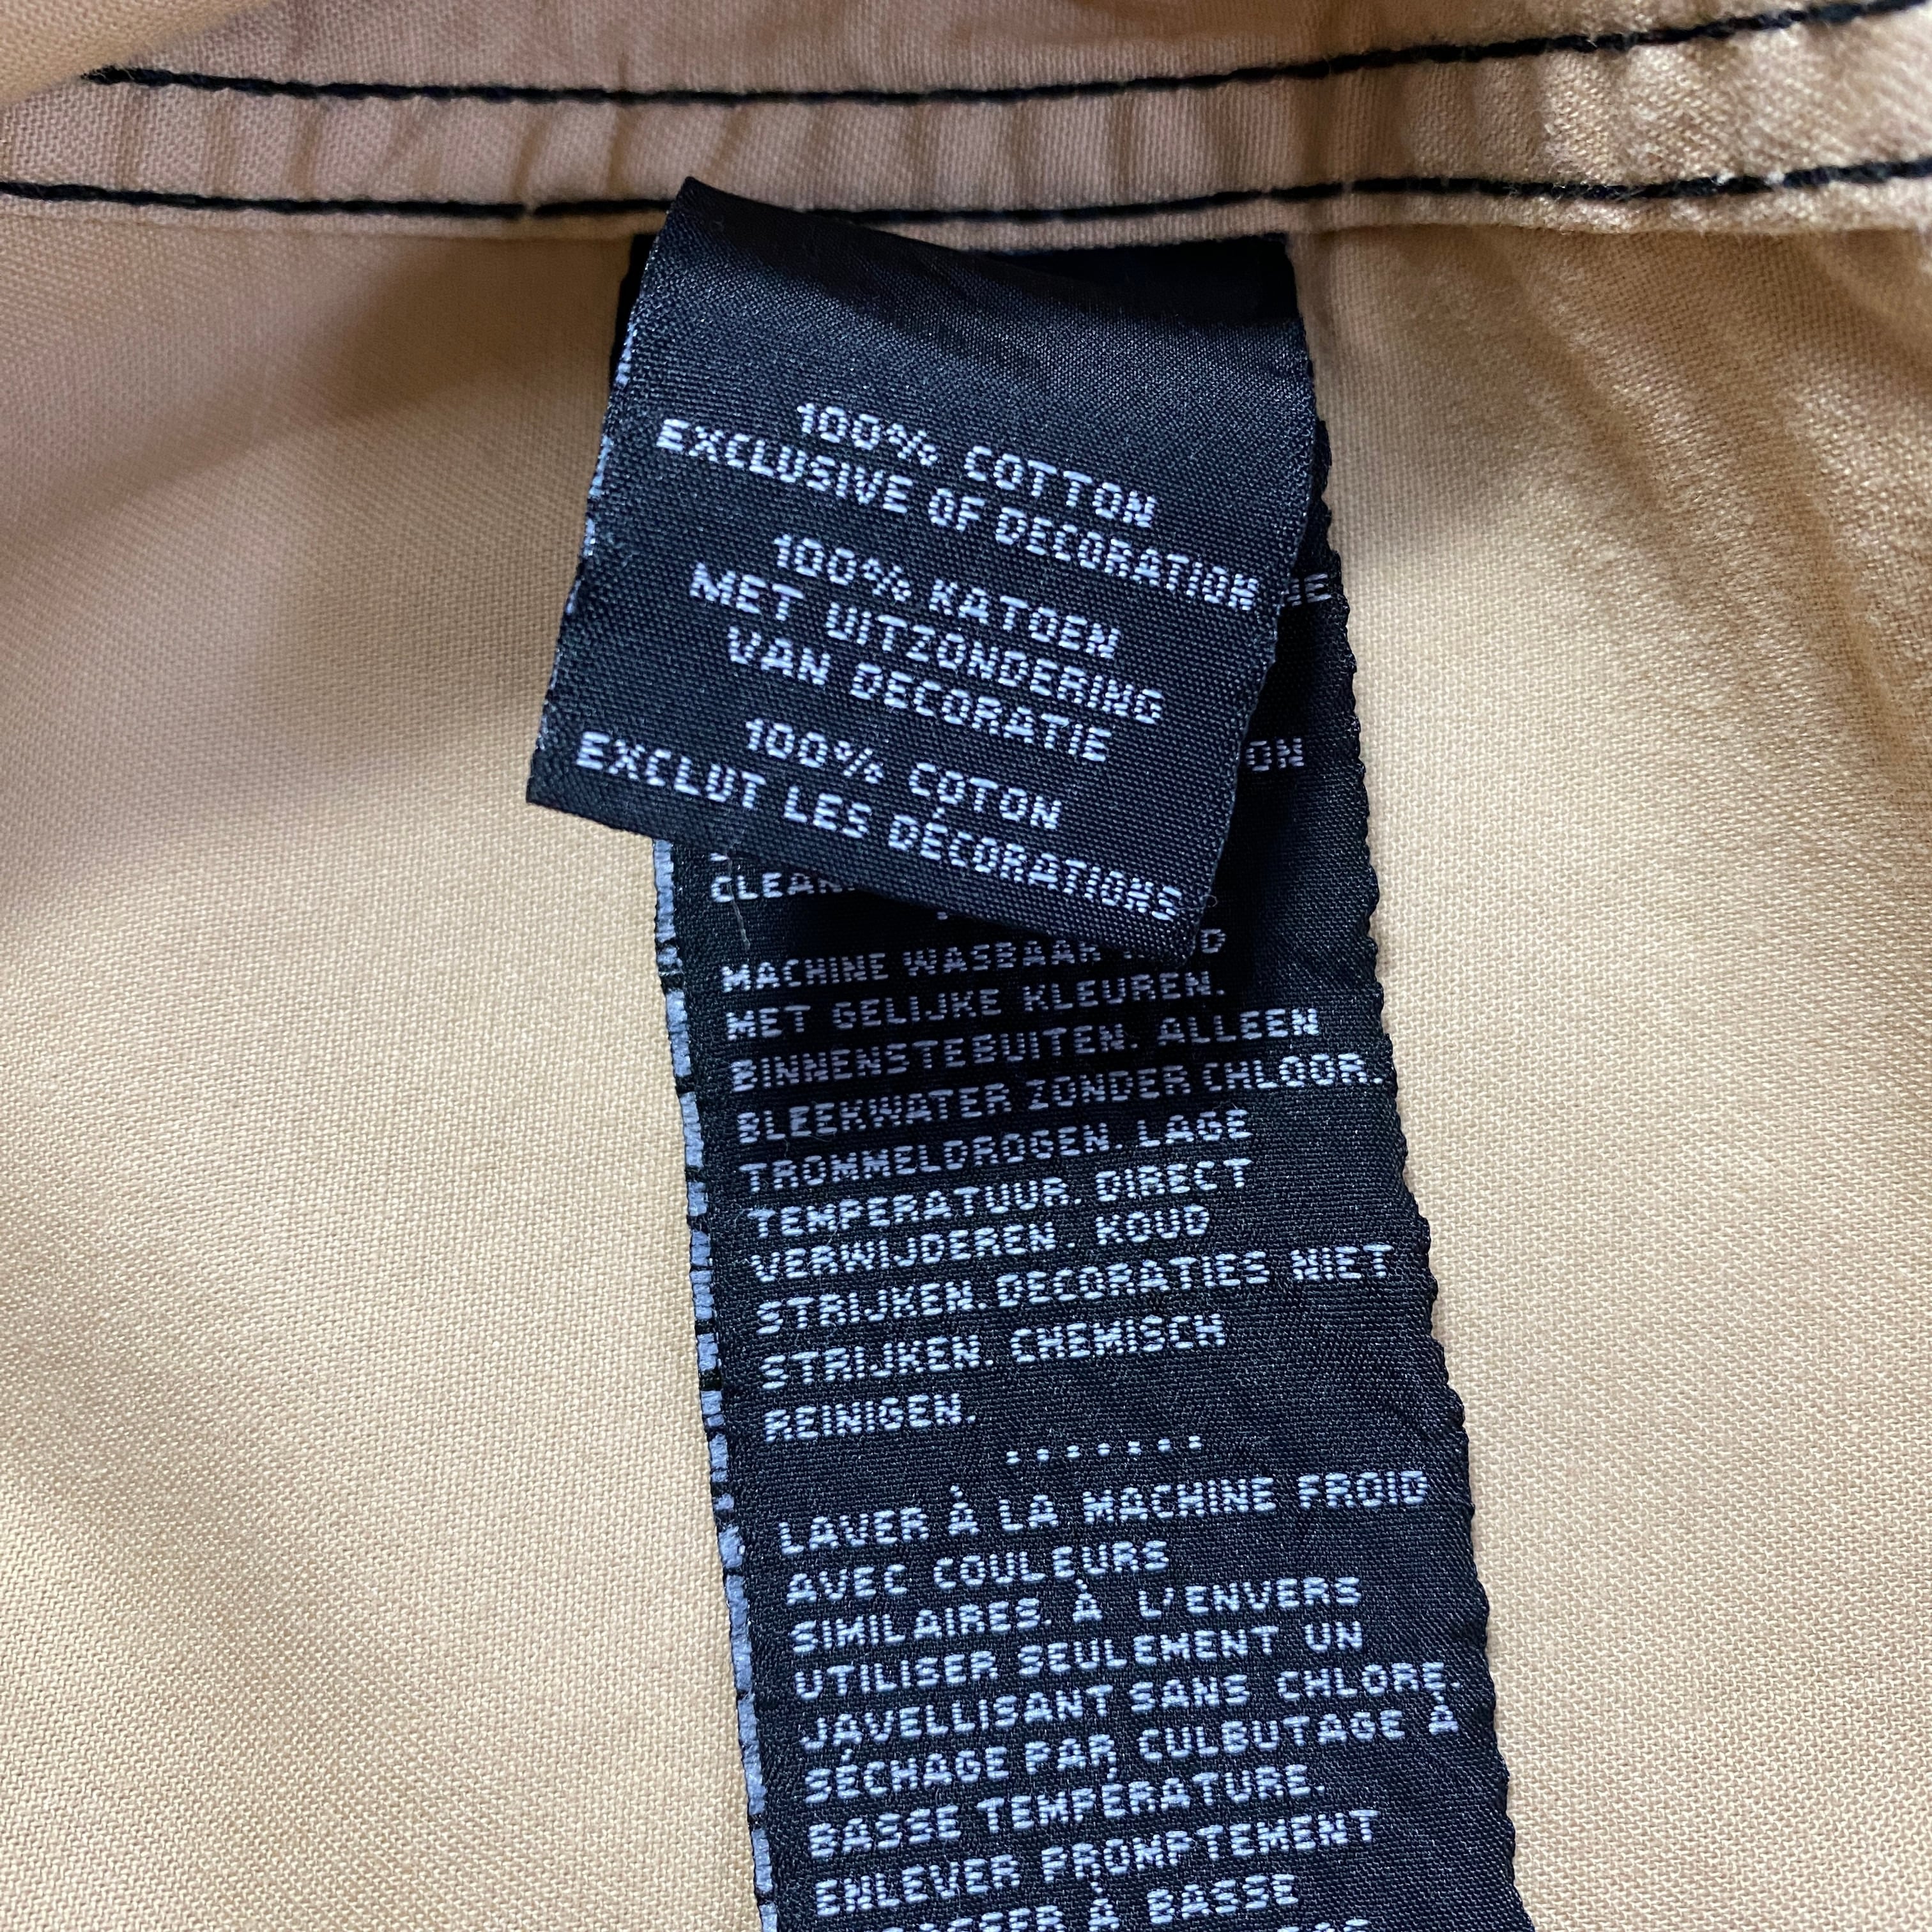 100% COTTON
EXCLUSIVE OF DECORATION
100% KATOEN
MET UITZONDERING
VAN DECORATIE
100% COTON
EXCLUT LES DÉCORATIONS
MACHINE WASBAAR
MET GELIJKE KLEUREN.
BINNENSTEBUITEN. ALLEEN
BLEEKWATER ZONDER CHLOOR.
TROMMELDROGEN. LAGE
TEMPERATUUR. DIRECT
VERWIJDEREN. KOUD
STRIJKEN. DECORATIES NIET
STRIJKEN. CHEMISCH
REINIGEN.
LAVER À LA MACHINE FROID
AVEC COULEURS
SIMILAIRES. À L'ENVERS
UTILISER SEULEMENT UN
JAVELLISANT SANS CHLORE.
SÉCHAGE PAR CULBUTAGE À
BASSE TEMPÉRATURE.
ENLEVER PROMPTEMENT
À BASSE